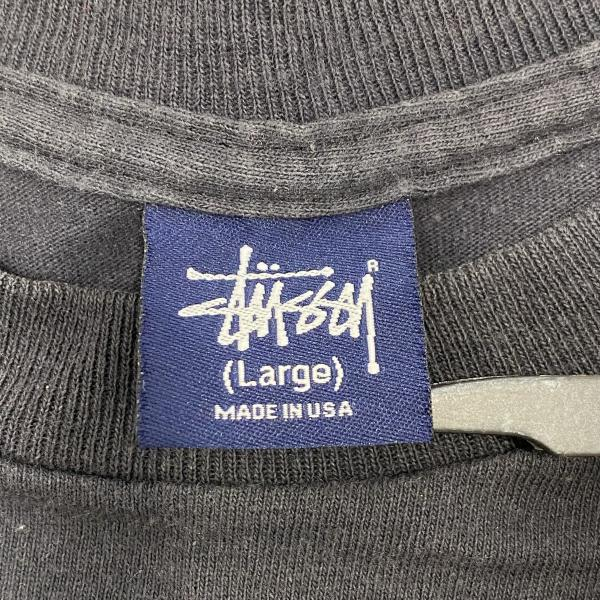 Stüssy
R
(Large)
MADE IN USA